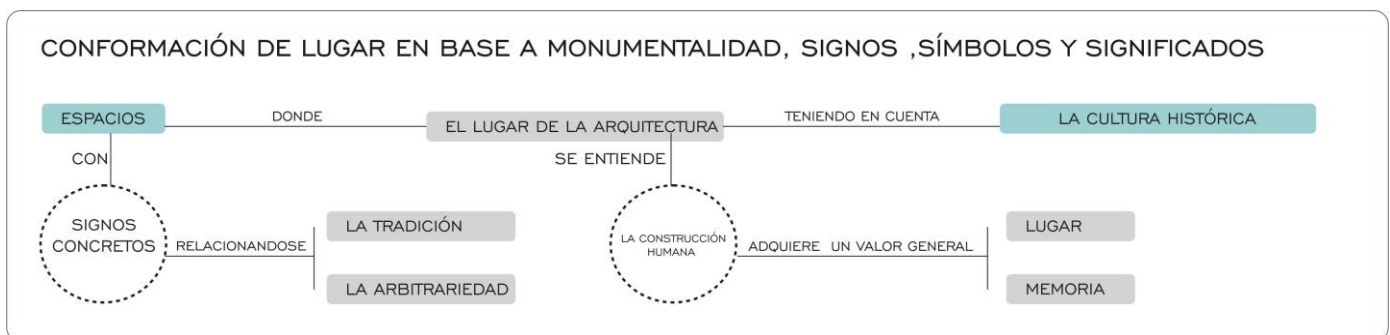 CONFORMACIÓN DE LUGAR EN BASE A MONUMENTALIDAD, SIGNOS ,SÍMBOLOS Y SIGNIFICADOS
ESPACIOS
DONDE
EL LUGAR DE LA ARQUITECTURA
TENIENDO EN CUENTA
LA CULTURA HISTÓRICA
CON
SE ENTIENDE
SIGNOS
CONCRETOS
RELACIONANDOSE
LA TRADICIÓN
LA ARBITRARIEDAD
LA CONSTRUCCIÓN
HUMANA
ADQUIERE UN VALOR GENERAL
LUGAR
MEMORIA